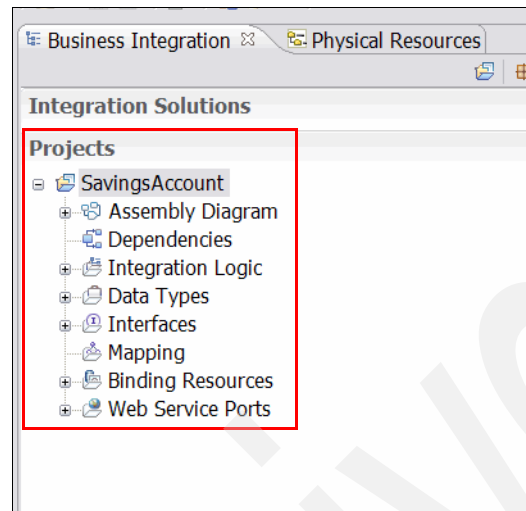 Business Integration Physical Resources
Integration Solutions
Projects
SavingsAccount
Assembly Diagram
Dependencies
Integration Logic
Data Types
Interfaces
Mapping
Binding Resources
Web Service Ports